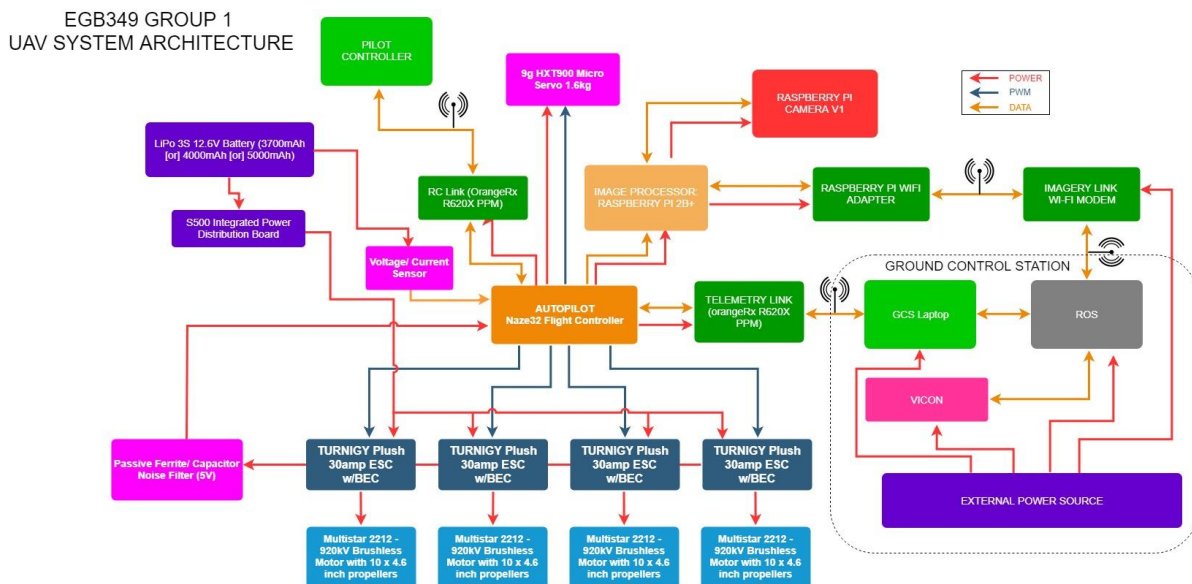 EGB349 GROUP 1
UAV SYSTEM ARCHITECTURE
PILOT
CONTROLLER
9g HXT900 Micro
Servo 1.6kg
RASPBERRY PI
CAMERA V1
POWER
PWM
DATA
LiPo 3S 12.6V Battery (3700mAh
[or] 4000mAh [or] 5000mAh)
RC Link (OrangeRx
R620X PPM)
IMAGE PROCESSOR:
RASPBERRY PI 2B+
RASPBERRY PI WIFI
ADAPTER
IMAGERY LINK
WI-FI MODEM
S500 Integrated Power
Distribution Board
Voltage/ Current
Sensor
GROUND CONTROL STATION
AUTOPILOT
Naze32 Flight Controller
TELEMETRY LINK
(orangeRx R620X
PPM)
GCS Laptop
ROS
VICON
Passive Ferrite/ Capacitor
Noise Filter (5V)
TURNIGY Plush
30amp ESC
w/BEC
TURNIGY Plush
30amp ESC
w/BEC
TURNIGY Plush
30amp ESC
w/BEC
TURNIGY Plush
30amp ESC
w/BEC
EXTERNAL POWER SOURCE
Multistar 2212 -
920kV Brushless
Motor with 10 x 4.6
inch propellers
Multistar 2212 -
920kV Brushless
Motor with 10 x 4.6
inch propellers
Multistar 2212 -
920kV Brushless
Motor with 10 x 4.6
inch propellers
Multistar 2212 -
920kV Brushless
Motor with 10 x 4.6
inch propellers